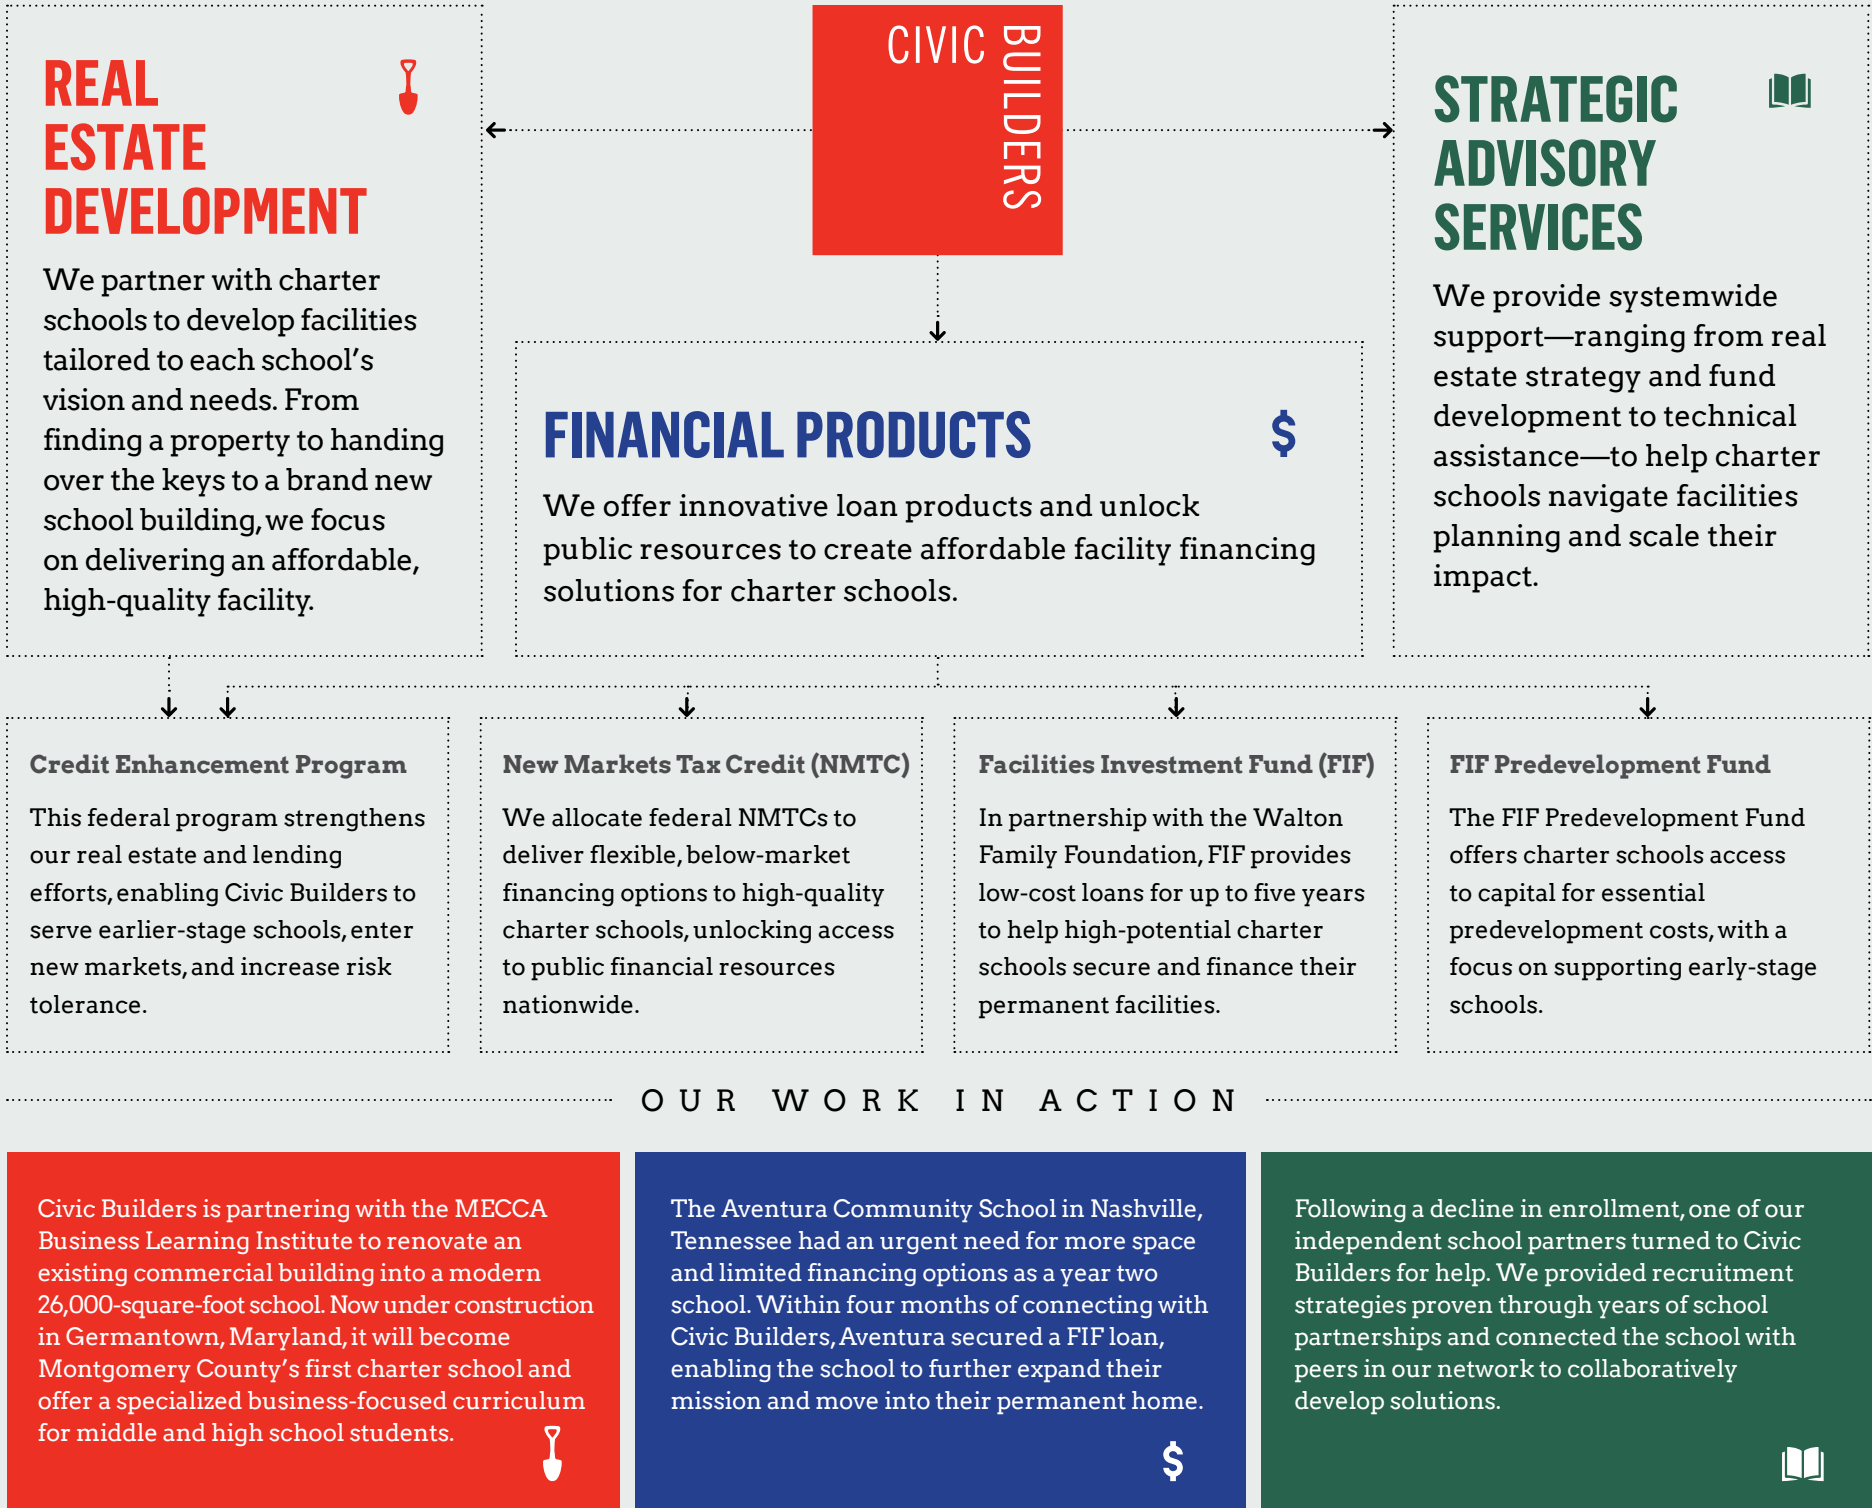 CIVIC
BUILDERS
REAL
ESTATE
DEVELOPMENT
We partner with charter
schools to develop facilities
tailored to each school’s
vision and needs. From
finding a property to handing
over the keys to a brand new
school building, we focus
on delivering an affordable,
high-quality facility.
FINANCIAL PRODUCTS
$
We offer innovative loan products and unlock
public resources to create affordable facility financing
solutions for charter schools.
STRATEGIC
ADVISORY
SERVICES
We provide systemwide
support—ranging from real
estate strategy and fund
development to technical
assistance—to help charter
schools navigate facilities
planning and scale their
impact.
Credit Enhancement Program
This federal program strengthens
our real estate and lending
efforts, enabling Civic Builders to
serve earlier-stage schools, enter
new markets, and increase risk
tolerance.
New Markets Tax Credit (NMTC)
We allocate federal NMTCs to
deliver flexible, below-market
financing options to high-quality
charter schools, unlocking access
to public financial resources
nationwide.
Facilities Investment Fund (FIF)
In partnership with the Walton
Family Foundation, FIF provides
low-cost loans for up to five years
to help high-potential charter
schools secure and finance their
permanent facilities.
FIF Predevelopment Fund
The FIF Predevelopment Fund
offers charter schools access
to capital for essential
predevelopment costs, with a
focus on supporting early-stage
schools.
OUR WORK IN ACTION
Civic Builders is partnering with the MECCA
Business Learning Institute to renovate an
existing commercial building into a modern
26,000-square-foot school. Now under construction
in Germantown, Maryland, it will become
Montgomery County’s first charter school and
offer a specialized business-focused curriculum
for middle and high school students.
The Aventura Community School in Nashville,
Tennessee had an urgent need for more space
and limited financing options as a year two
school. Within four months of connecting with
Civic Builders, Aventura secured a FIF loan,
enabling the school to further expand their
mission and move into their permanent home.
$
Following a decline in enrollment, one of our
independent school partners turned to Civic
Builders for help. We provided recruitment
strategies proven through years of school
partnerships and connected the school with
peers in our network to collaboratively
develop solutions.